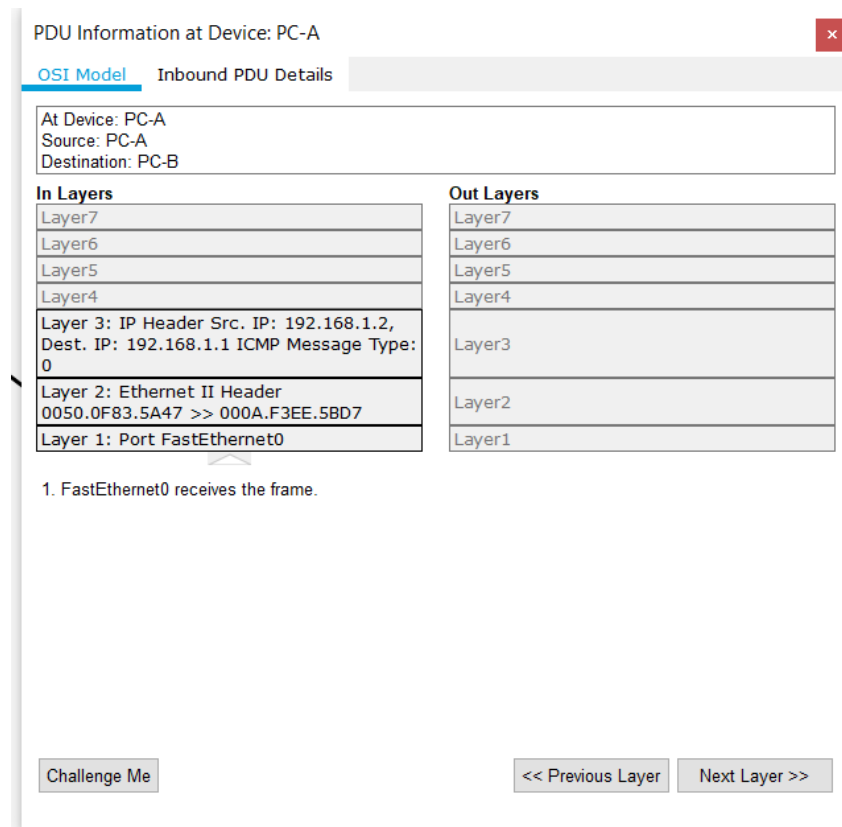 PDU Information at Device: PC-A
×
OSI Model
Inbound PDU Details
At Device: PC-A
Source: PC-A
Destination: PC-B
In Layers
Layer7
Layer6
Layer5
Layer4
Layer 3: IP Header Src. IP: 192.168.1.2,
Dest. IP: 192.168.1.1 ICMP Message Type:
0
Layer 2: Ethernet II Header
0050.0F83.5A47 >> 000A.F3EE.5BD7
Layer 1: Port FastEthernet0
Out Layers
Layer7
Layer6
Layer5
Layer4
Layer3
Layer2
Layer1
1. FastEthernet0 receives the frame.
Challenge Me
<< Previous Layer
Next Layer >>